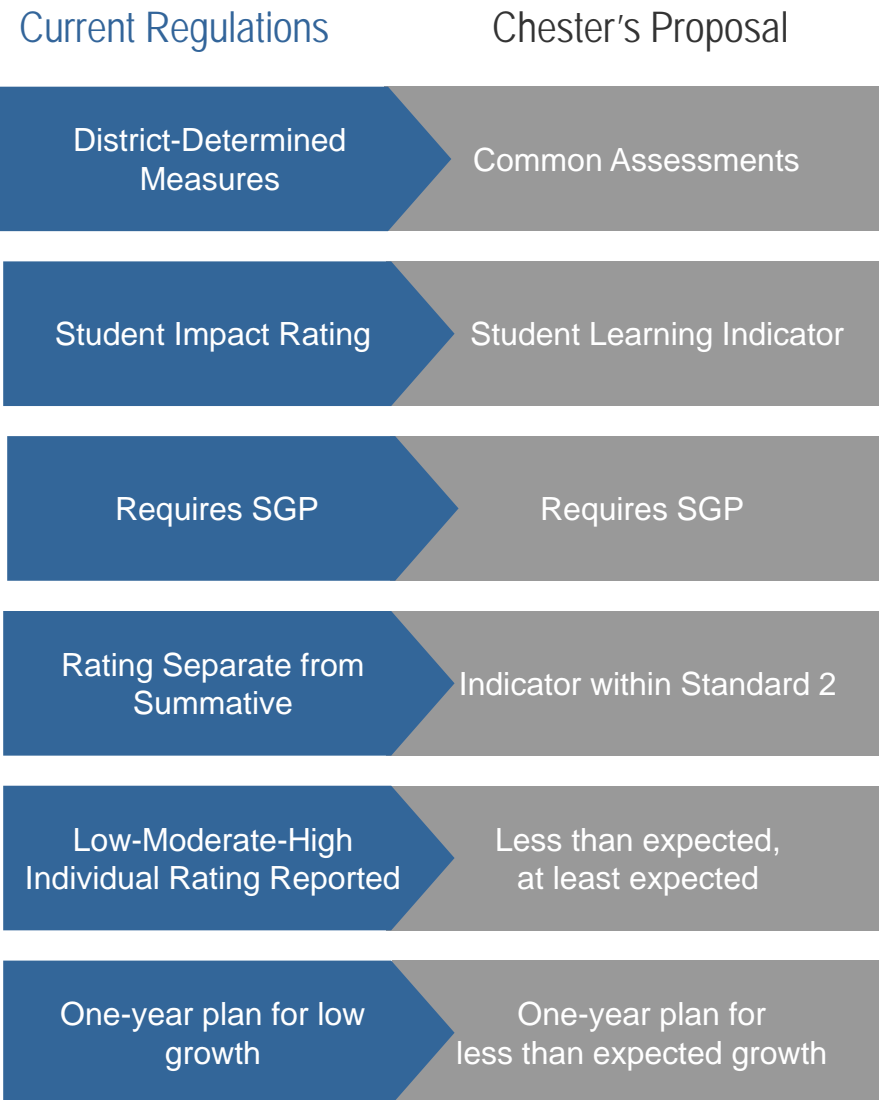 Current Regulations Chester's Proposal
District-Determined
Measures
Common Assessments
Student Impact Rating
Student Learning Indicator
Requires SGP
Requires SGP
Rating Separate from
Summative
Indicator within Standard 2
Low-Moderate-High
Individual Rating Reported
Less than expected,
at least expected
One-year plan for low
growth
One-year plan for
less than expected growth